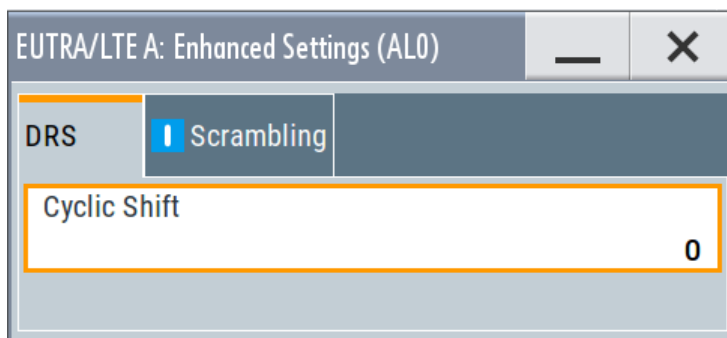 EUTRA/LTE A: Enhanced Settings (AL0)
DRS Scrambling
Cyclic Shift
0